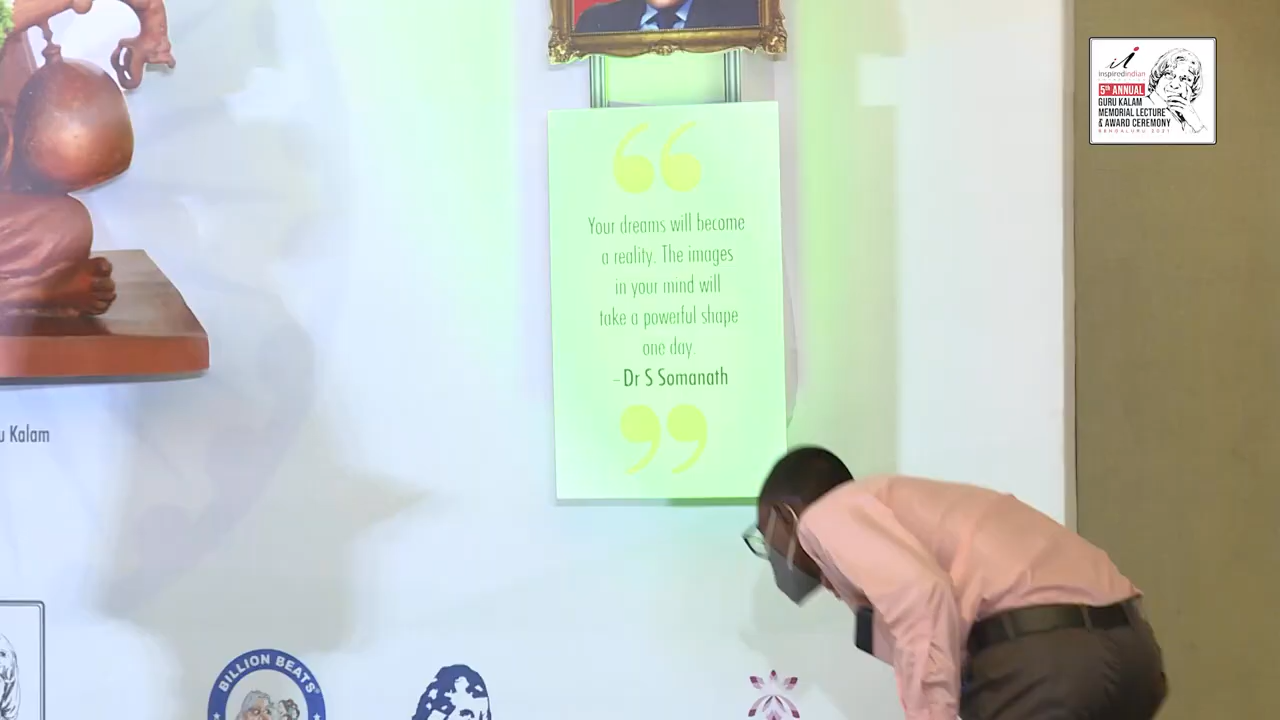 inspiredindian
5th ANNUAL
GURU KALAM
MEMORIAL LECTURE
& AWARD CEREMONY
BENGALURU 2021
“
Your dreams will become
a reality. The images
in your mind will
take a powerful shape
one day.
– Dr S Somanath
”
u Kalam
BILLION BEATS